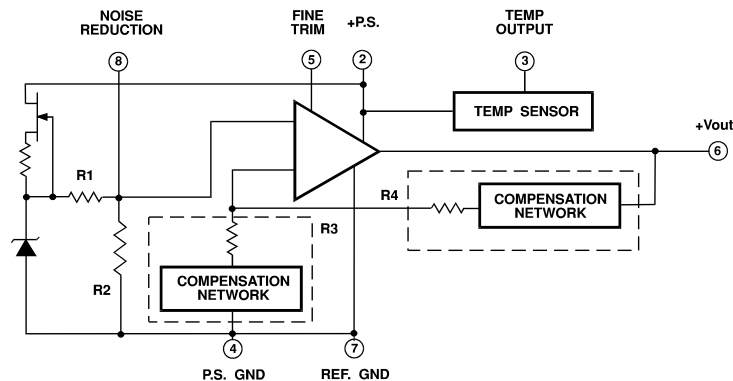 NOISE
REDUCTION
FINE
TRIM
+P.S.
TEMP
OUTPUT
8
5
2
3
TEMP SENSOR
+Vout
6
R1
R4
COMPENSATION
NETWORK
R3
R2
COMPENSATION
NETWORK
4
7
P.S. GND
REF. GND